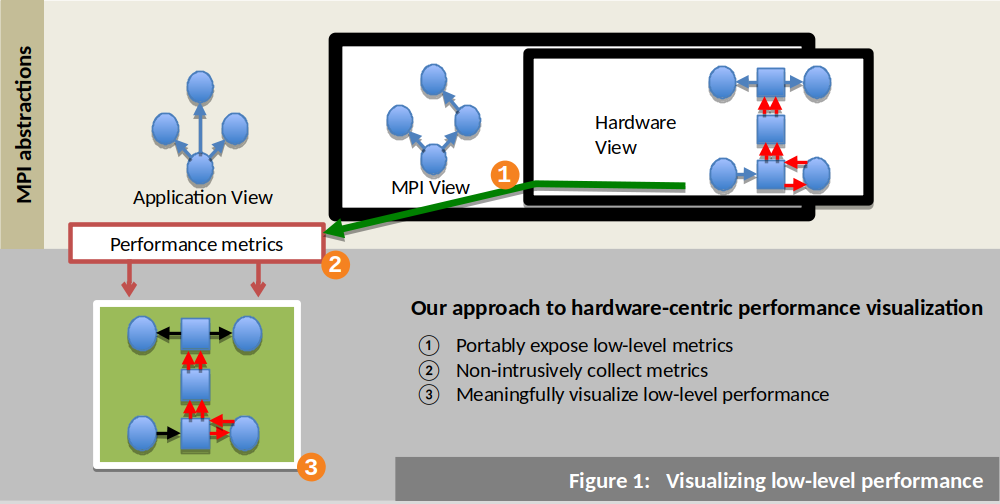 MPI abstractions
Application View
MPI View
Hardware
View
1
Performance metrics
2
3
Our approach to hardware-centric performance visualization
1 Portably expose low-level metrics
2 Non-intrusively collect metrics
3 Meaningfully visualize low-level performance
Figure 1: Visualizing low-level performance